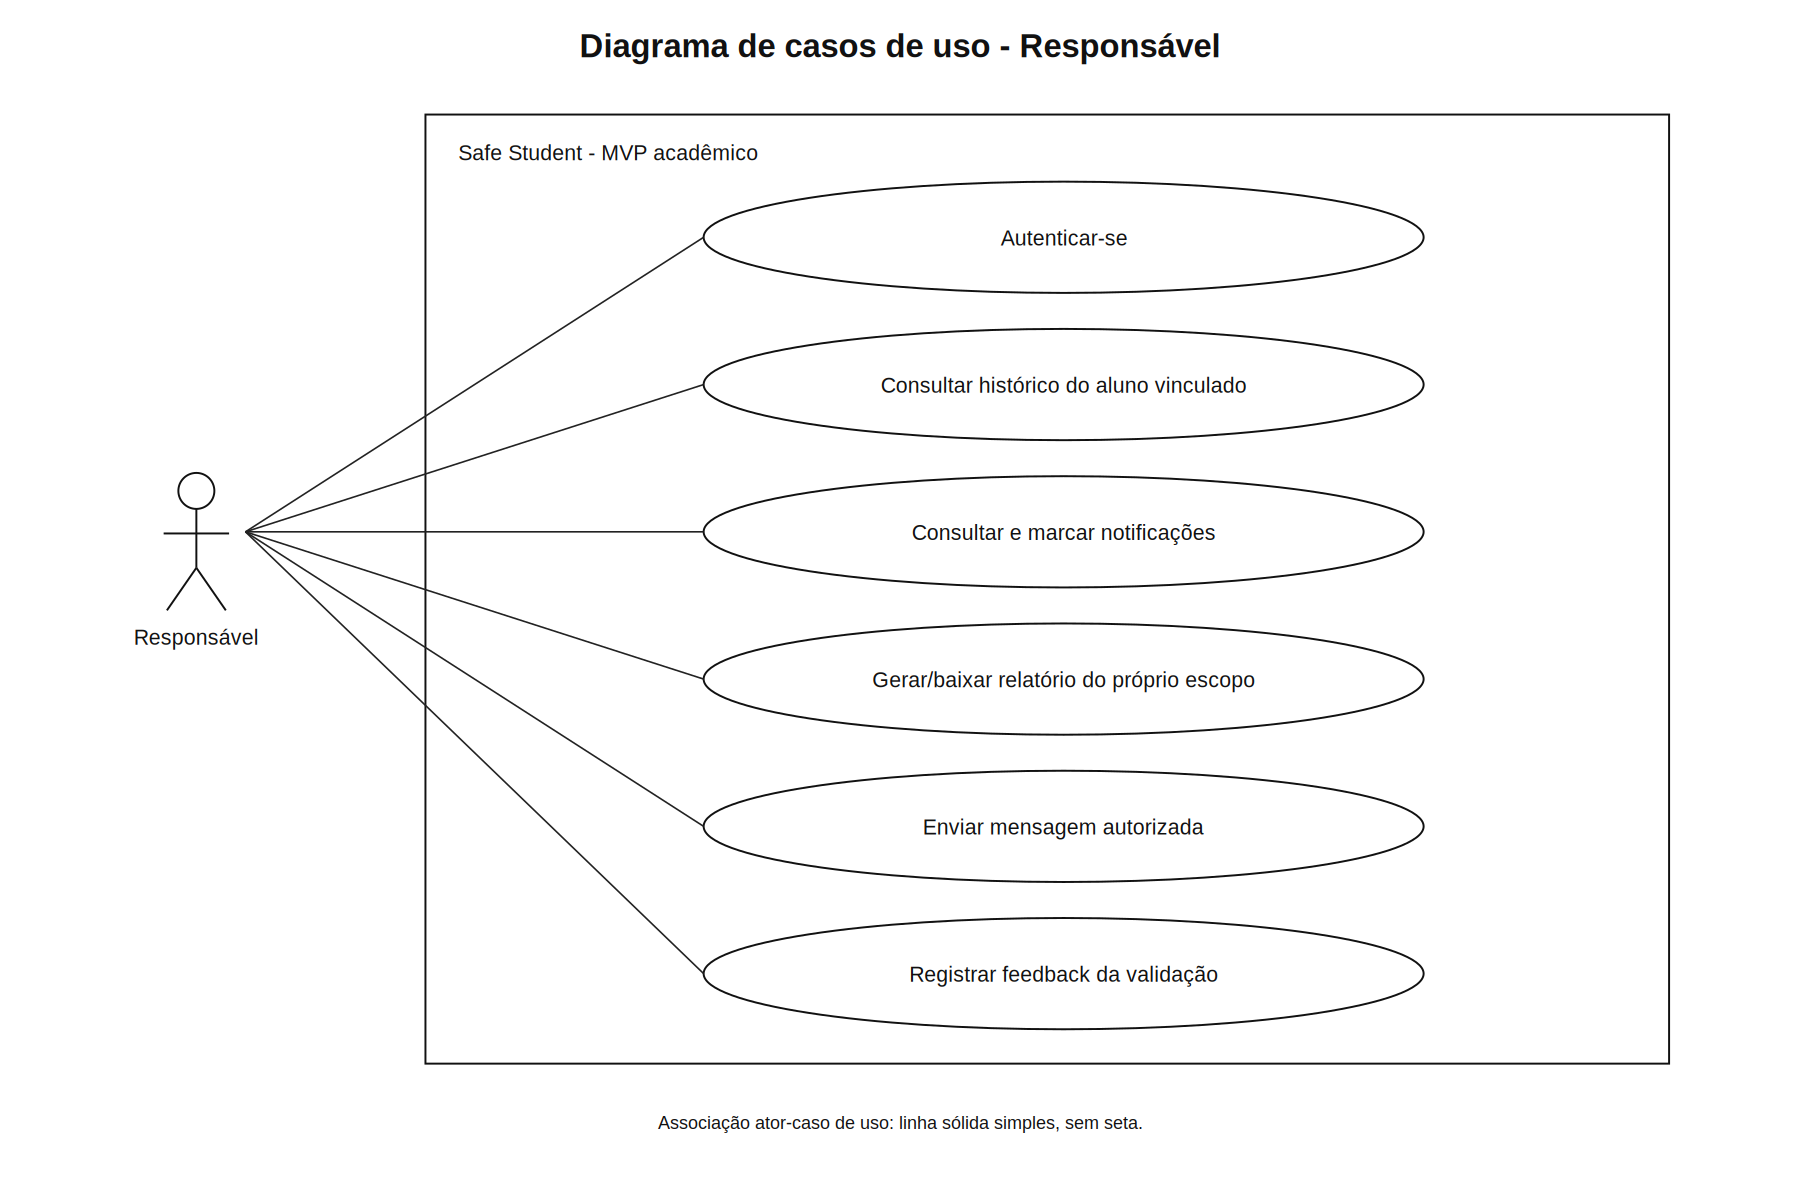 Diagrama de casos de uso - Responsável
Safe Student - MVP acadêmico
Autenticar-se
Consultar histórico do aluno vinculado
Consultar e marcar notificações
Responsável
Gerar/baixar relatório do próprio escopo
Enviar mensagem autorizada
Registrar feedback da validação
Associação ator-caso de uso: linha sólida simples, sem seta.